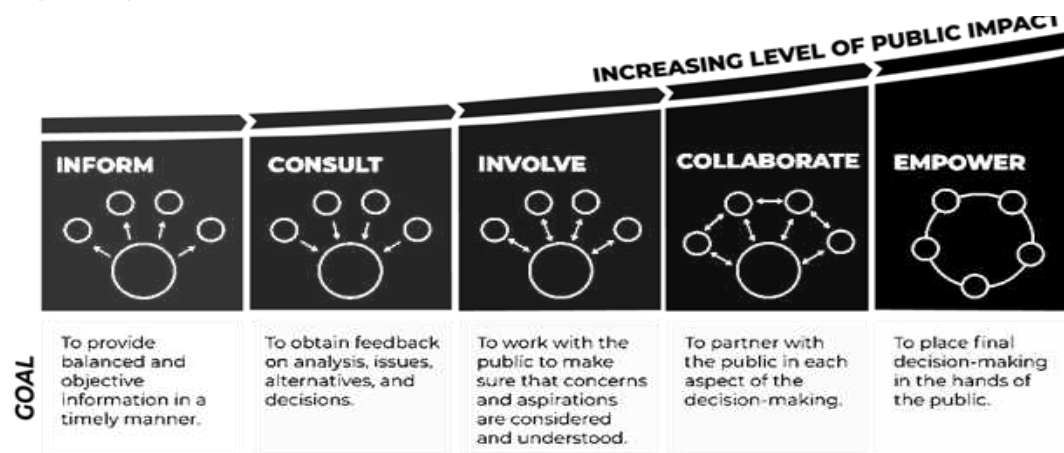 INCREASING LEVEL OF PUBLIC IMPACT
INFORM
CONSULT
INVOLVE
COLLABORATE
EMPOWER
GOAL
To provide
balanced and
objective
information in a
timely manner.
To obtain feedback
on analysis, issues,
alternatives, and
decisions.
To work with the
public to make
sure that concerns
and aspirations
are considered
and understood.
To partner with
the public in each
aspect of the
decision-making.
To place final
decision-making
in the hands of
the public.